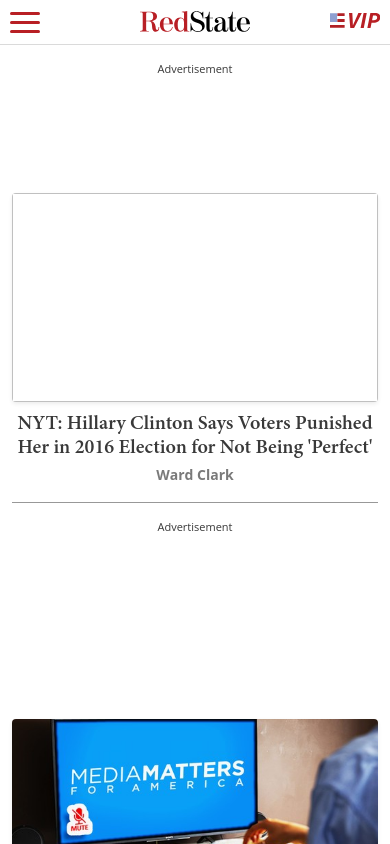 RedState
VIP
Advertisement
NYT: Hillary Clinton Says Voters Punished
Her in 2016 Election for Not Being 'Perfect'
Ward Clark
Advertisement
MEDIAMATTERS
FOR AMERICA
MUTE